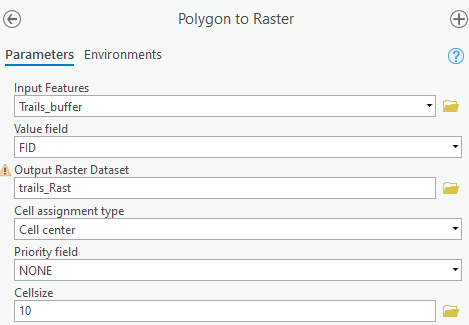 Polygon to Raster
Parameters Environments
?
Input Features
Trails_buffer
Value field
FID
Output Raster Dataset
trails_Rast
Cell assignment type
Cell center
Priority field
NONE
Cellsize
10